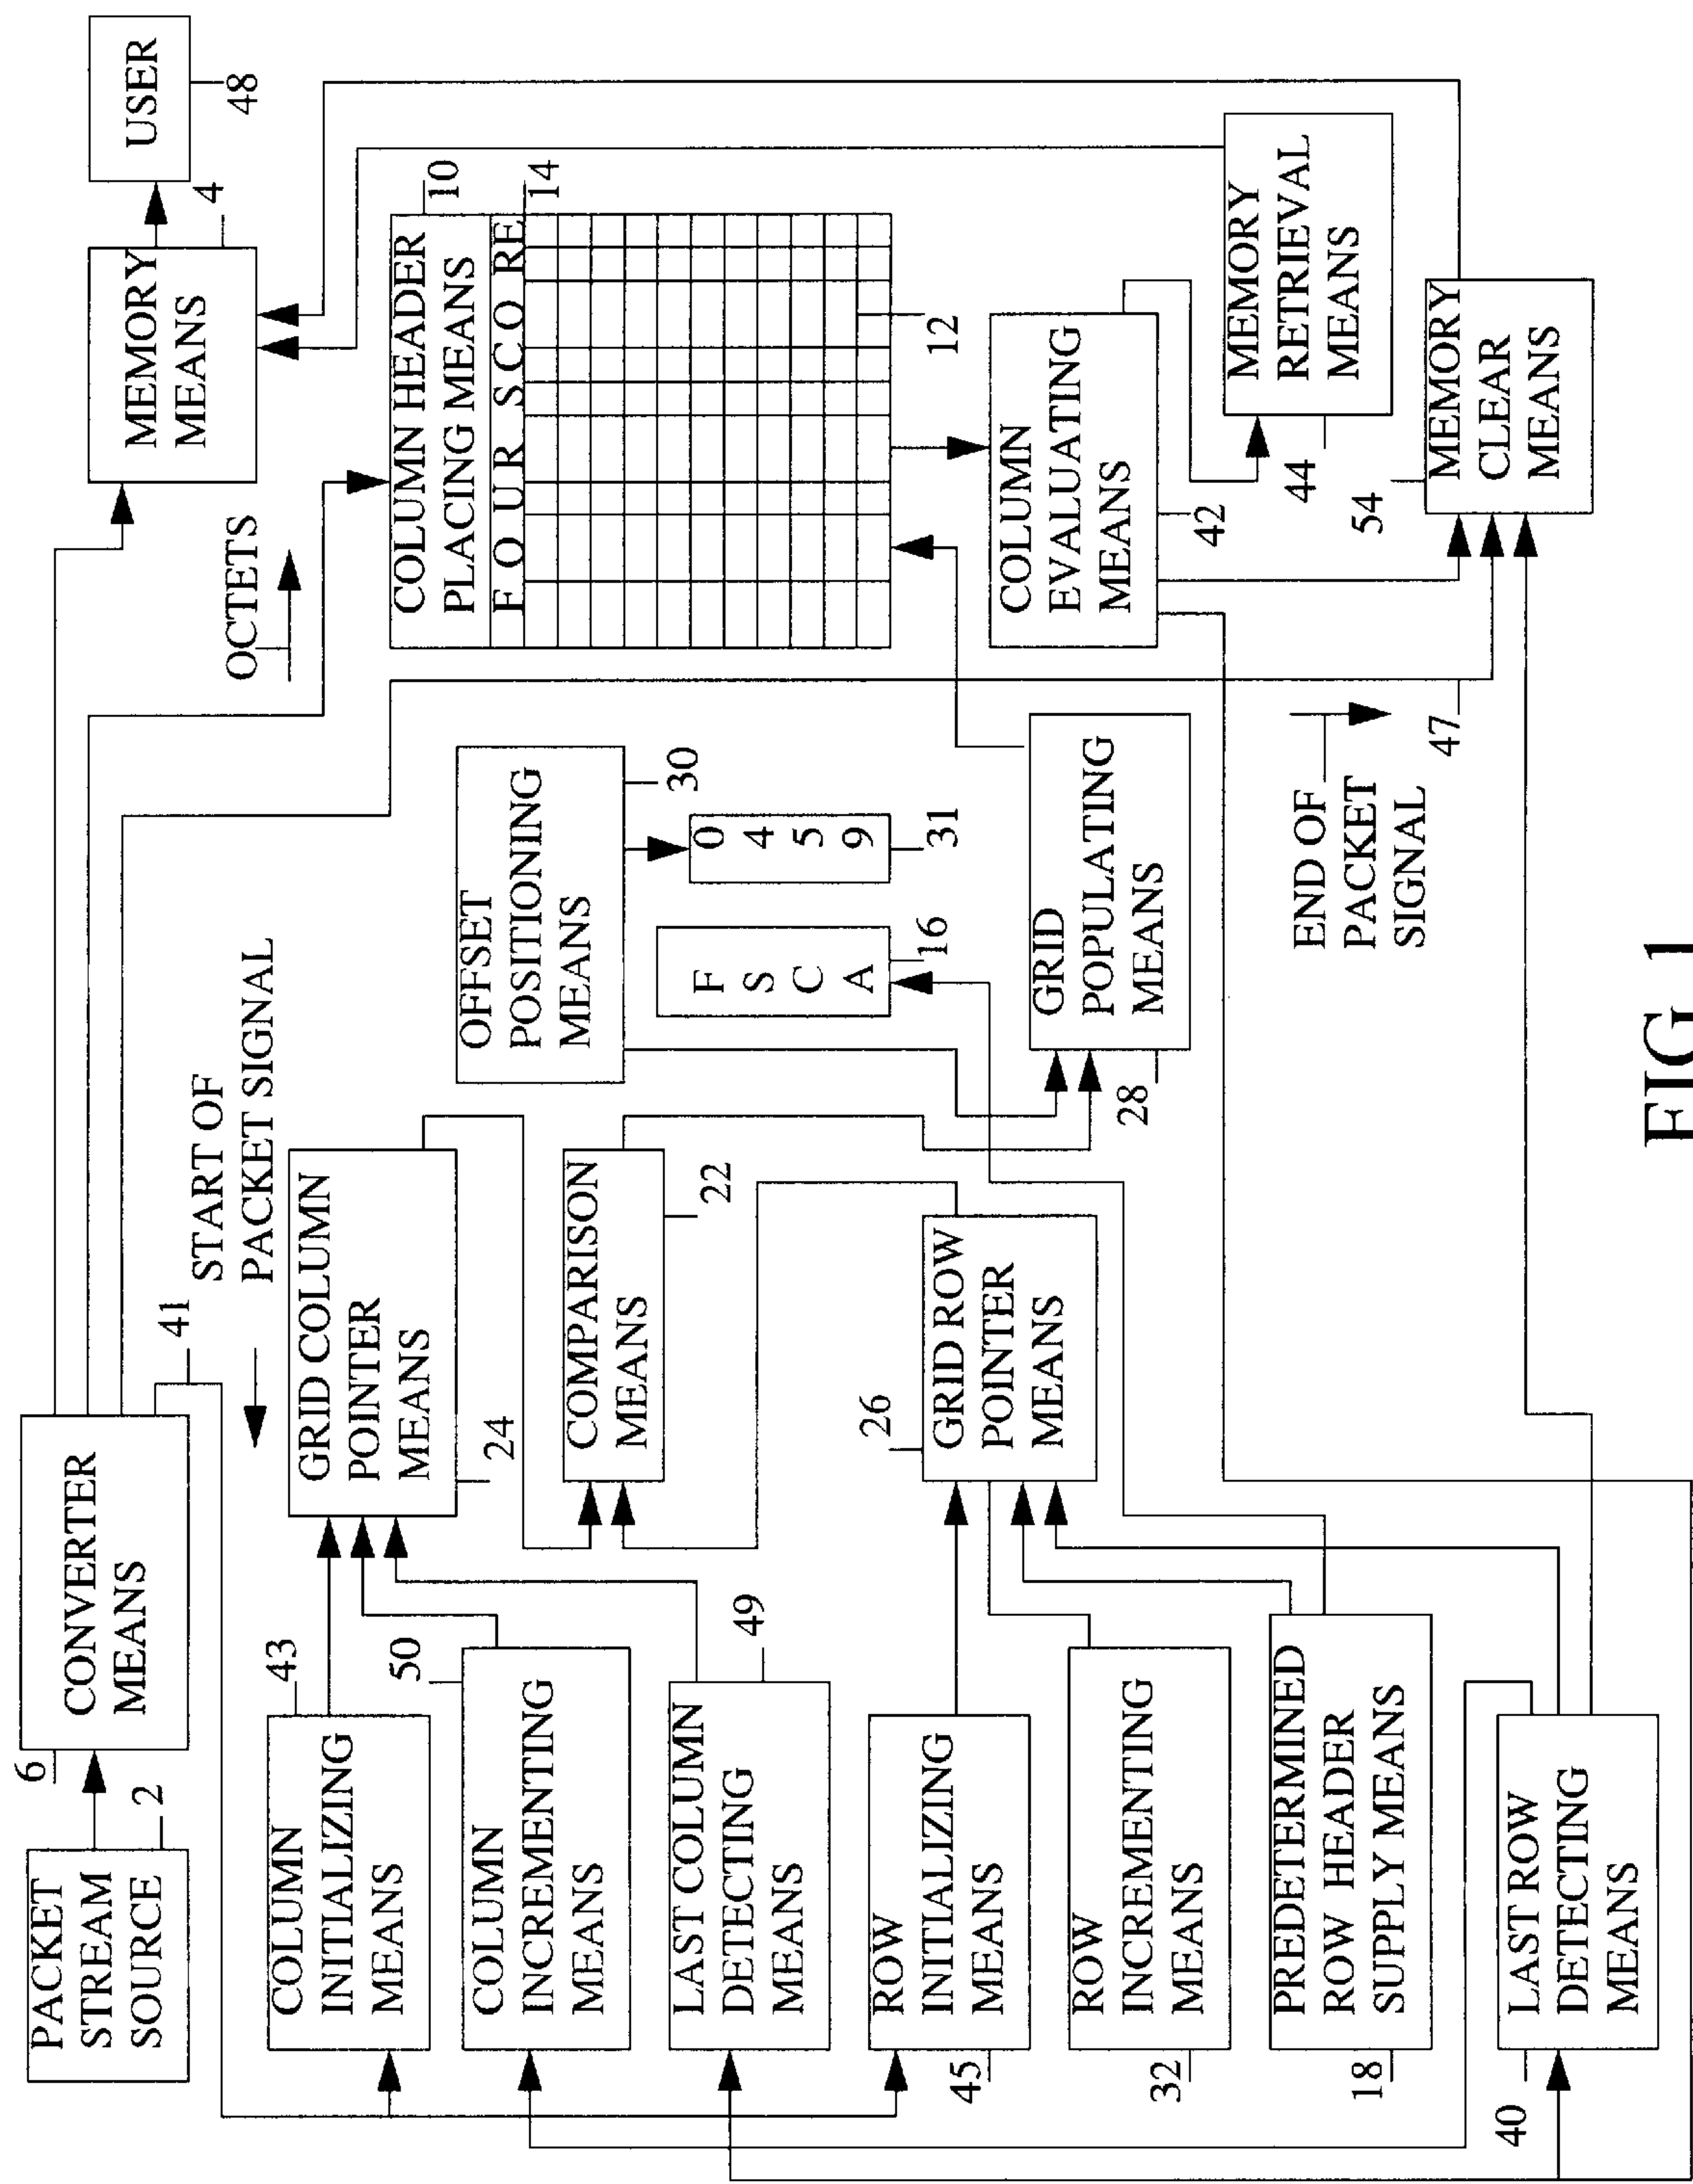 PACKET
STREAM
SOURCE
2
6
CONVERTER
MEANS
41
START OF
PACKET SIGNAL
OCTETS
MEMORY
MEANS
4
USER
48
COLUMN
INITIALIZING
MEANS
43
GRID COLUMN
POINTER
MEANS
24
COLUMN
INCREMENTING
MEANS
50
LAST COLUMN
DETECTING
MEANS
49
COMPARISON
MEANS
22
OFFSET
POSITIONING
MEANS
30
F
S
C
A
16
0
4
5
9
31
COLUMN HEADER
PLACING MEANS
10
F O U R S C O R E
14
12
ROW
INITIALIZING
MEANS
45
26
GRID ROW
POINTER
MEANS
28
GRID
POPULATING
MEANS
COLUMN
EVALUATING
MEANS
42
ROW
INCREMENTING
MEANS
32
PREDETERMINED
ROW HEADER
SUPPLY MEANS
18
MEMORY
RETRIEVAL
MEANS
44
END OF
PACKET
SIGNAL
47
54
MEMORY
CLEAR
MEANS
40
LAST ROW
DETECTING
MEANS
FIG 1